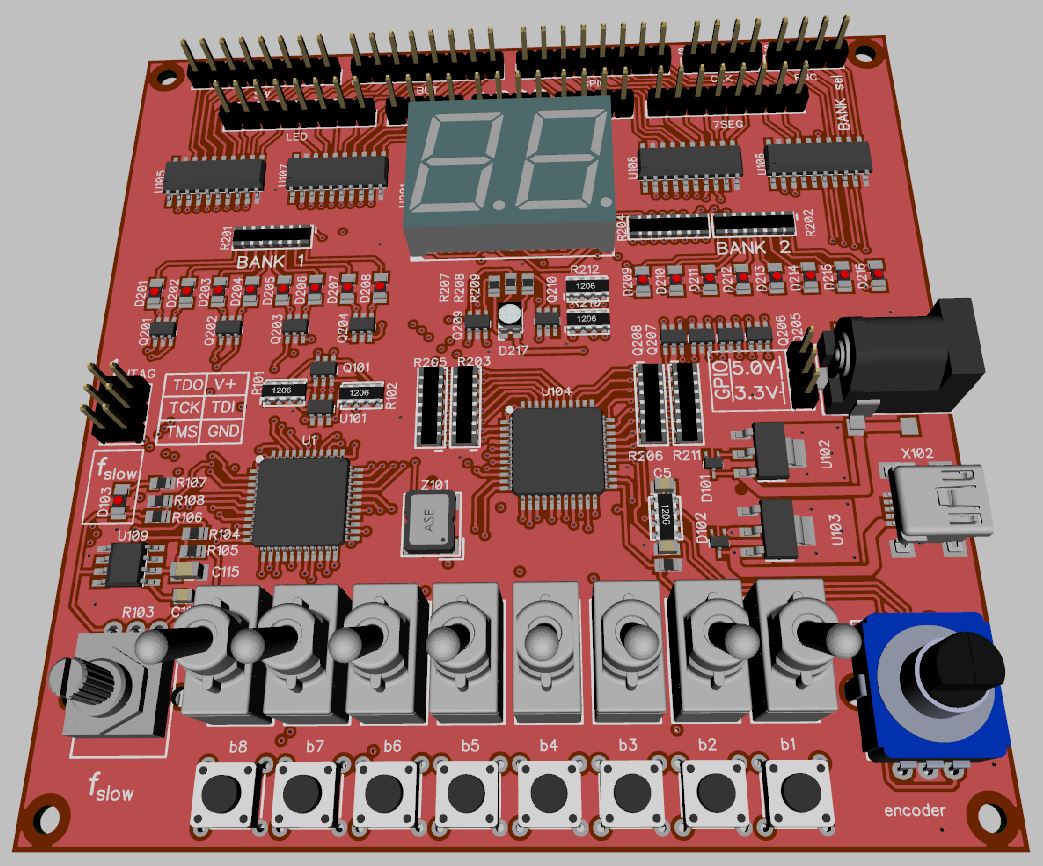 BUT
LED
7SEG
BANK sel
U105
U107
U106
R201
R204
R202
BANK 1
BANK 2
D201
D202
D203
D204
D205
D206
D207
D208
R207
R208
R209
Q210
R212
1206
1206
D209
D210
D211
D212
D213
D214
D215
D216
Q201
Q202
Q203
Q204
Q209
D217
Q208
Q207
Q206
Q205
JTAG
TDO V+
TCK TDI
TMS GND
R101
1206
Q101
1206
R102
U101
R205
R203
U104
GPIO
5.0V
3.3V
U1
R206
R211
U102
X102
fslow
D103
R107
R108
R106
Z101
ASE
C5
D101
D102
U103
U109
R104
R105
C115
R103
b8 b7 b6 b5 b4 b3 b2 b1
fslow
encoder